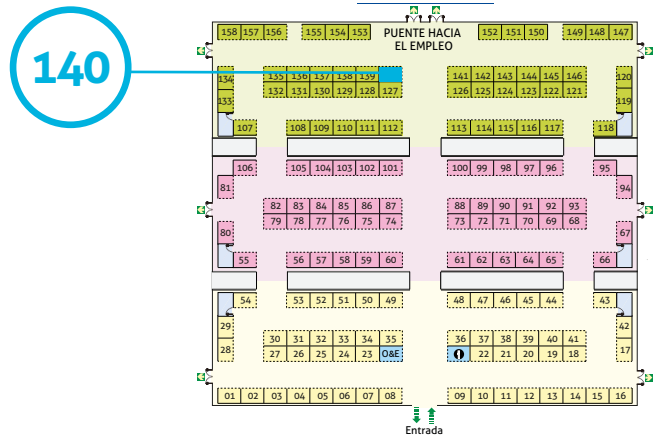 140
158 157 156 155 154 153 PUENTE HACIA EL EMPLEO 152 151 150 149 148 147
134 135 136 137 138 139 141 142 143 144 145 146 120
133 132 131 130 129 128 127 126 125 124 123 122 121 119
107 108 109 110 111 112 113 114 115 116 117 118
106 105 104 103 102 101 100 99 98 97 96 95
81 94
82 83 84 85 86 87 88 89 90 91 92 93
80 79 78 77 76 75 74 73 72 71 70 69 68 67
55 56 57 58 59 60 61 62 63 64 65 66
54 53 52 51 50 49 48 47 46 45 44 43
29 42
30 31 32 33 34 35 36 37 38 39 40 41
28 27 26 25 24 23 O&E 22 21 20 19 18 17
01 02 03 04 05 06 07 08 09 10 11 12 13 14 15 16
Entrada